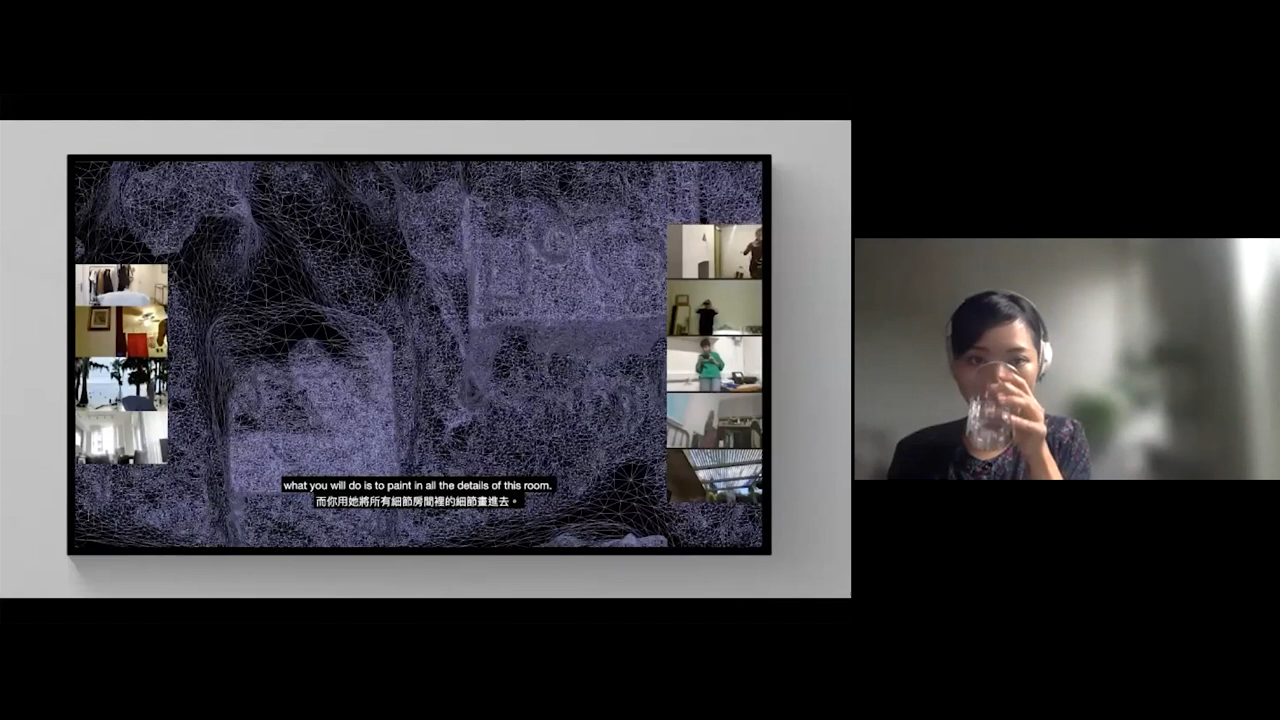 what you will do is to paint in all the details of this room.
而你用她將所有細節房間裡的細節畫進去。